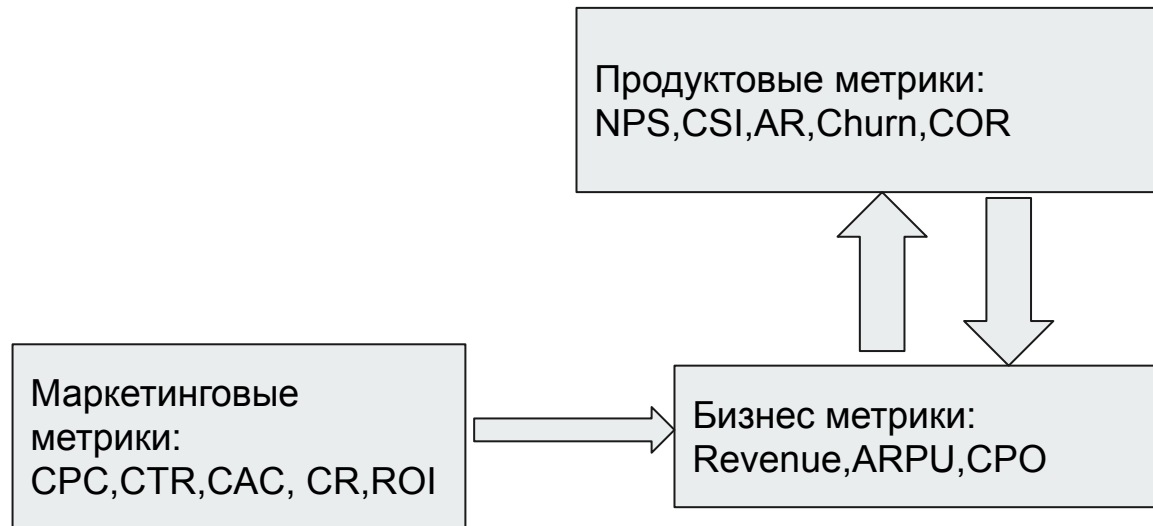 Продуктовые метрики:
NPS,CSI,AR,Churn,COR
Маркетинговые
метрики:
CPC,CTR,CAC, CR,ROI
Бизнес метрики:
Revenue,ARPU,CPO